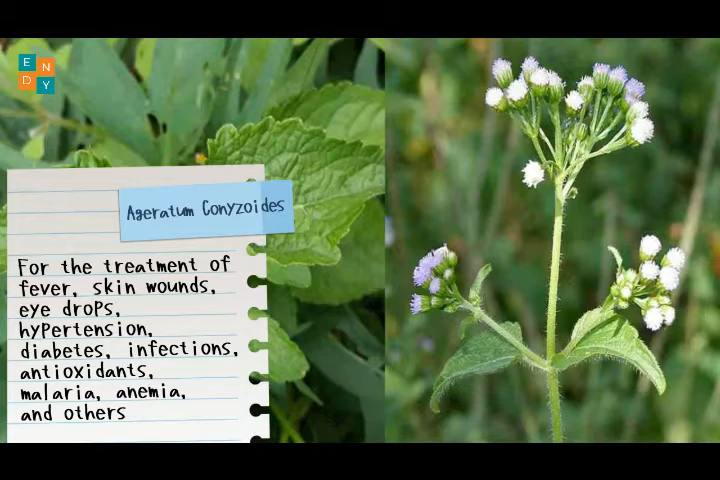 E N
D Y
Ageratum Conyzoides
For the treatment of
fever, skin wounds,
eye drops,
hypertension,
diabetes, infections,
antioxidants,
malaria, anemia,
and others